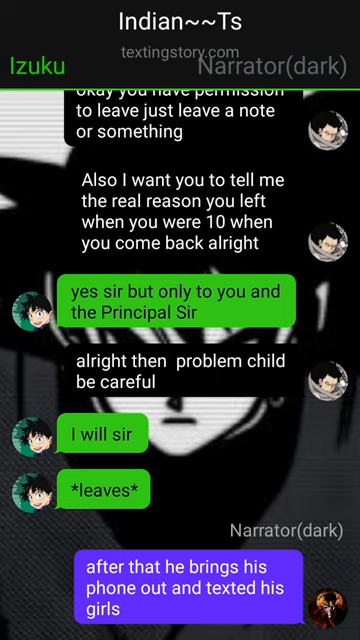 Indian~~Ts
textingstory.com
Izuku
Narrator(dark)
okay you have permission
to leave just leave a note
or something
Also I want you to tell me
the real reason you left
when you were 10 when
you come back alright
yes sir but only to you and
the Principal Sir
alright then  problem child
be careful
I will sir
*leaves*
Narrator(dark)
after that he brings his
phone out and texted his
girls